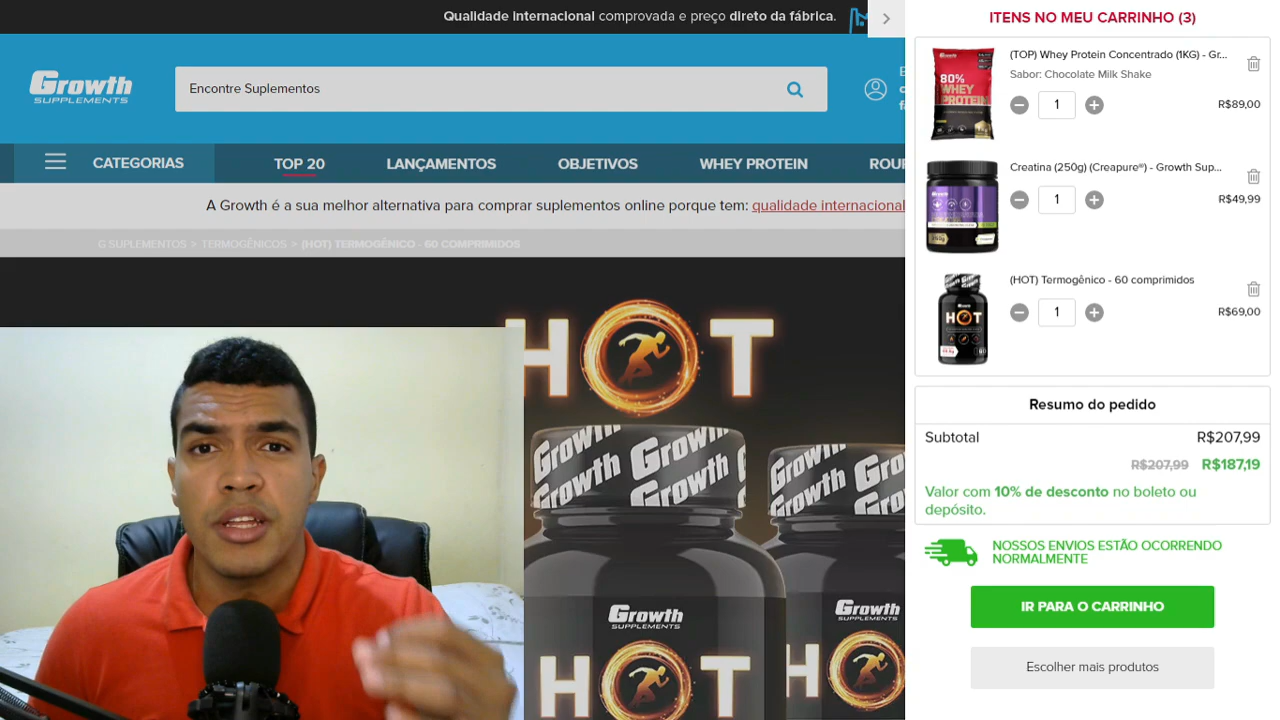 Qualidade internacional comprovada e preço direto da fábrica.
Growth
SUPPLEMENTS
Encontre Suplementos
CATEGORIAS
TOP 20
LANÇAMENTOS
OBJETIVOS
WHEY PROTEIN
A Growth é a sua melhor alternativa para comprar suplementos online porque tem: qualidade internacional
G SUPLEMENTOS > TERMOGÊNICOS > (HOT) TERMOGÊNICO - 60 COMPRIMIDOS
HOT
Growth
Growth
Growth
SUPPLEMENTS
HOT
Growth
SUPPLEMENTS
ITENS NO MEU CARRINHO (3)
(TOP) Whey Protein Concentrado (1KG) - Gr...
Sabor: Chocolate Milk Shake
1
R$89,00
80%
WHEY
PROTEIN
Creatina (250g) (Creapure®) - Growth Sup...
1
R$49,99
(HOT) Termogênico - 60 comprimidos
1
R$69,00
Growth
HOT
Resumo do pedido
Subtotal R$207,99
R$207,99 R$187,19
Valor com 10% de desconto no boleto ou
depósito.
NOSSOS ENVIOS ESTÃO OCORRENDO
NORMALMENTE
IR PARA O CARRINHO
Escolher mais produtos